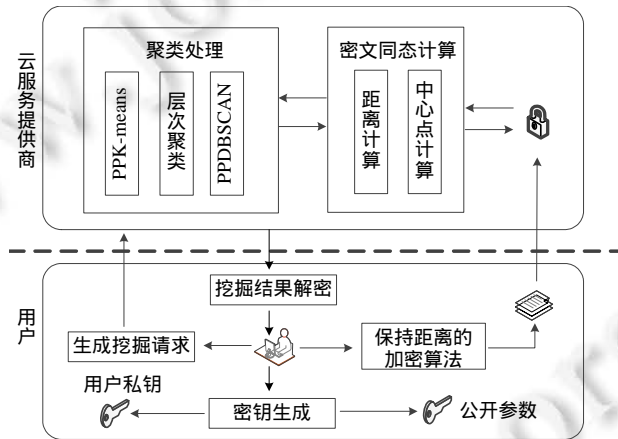 云服务提供商
聚类处理
PPK-means
层次聚类
PPDBSCAN
密文同态计算
距离计算
中心点计算
用户
挖掘结果解密
生成挖掘请求
保持距离的
加密算法
用户私钥
密钥生成
公开参数